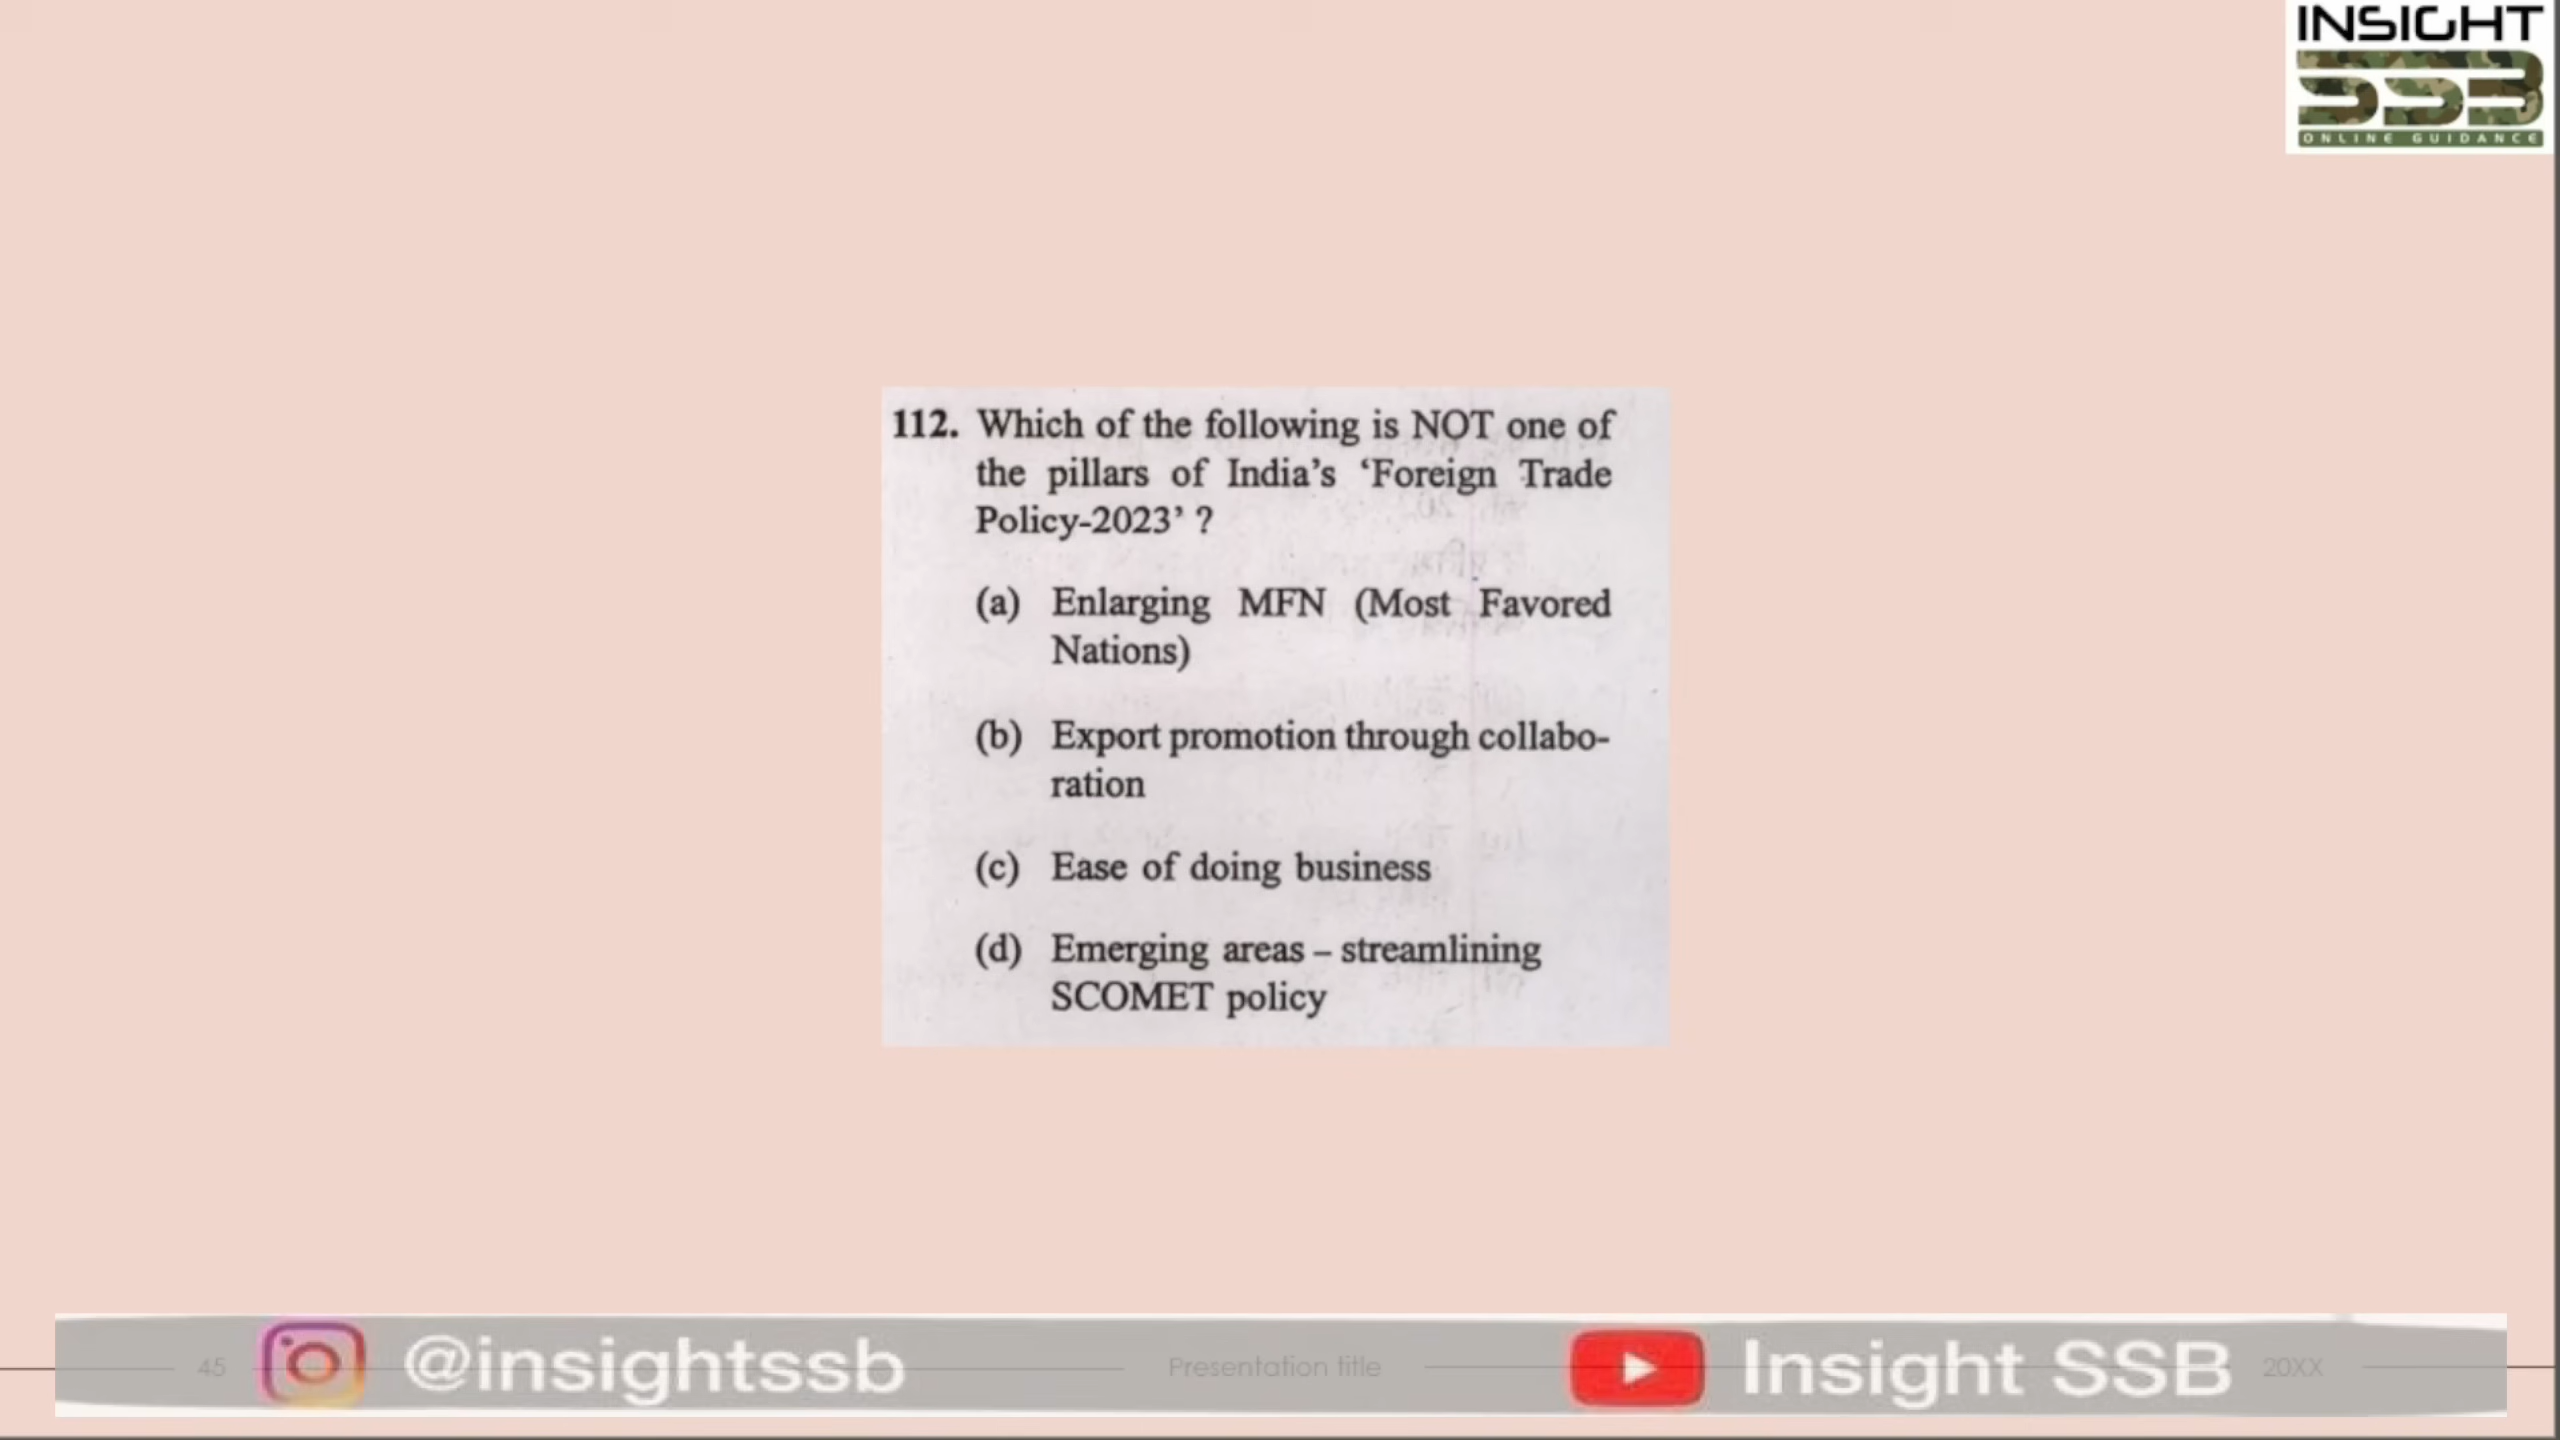 INSIGHT
SSB
ONLINE GUIDANCE
112. Which of the following is NOT one of
the pillars of India's 'Foreign Trade
Policy-2023' ?
(a) Enlarging MFN (Most Favored
Nations)
(b) Export promotion through collabo-
ration
(c) Ease of doing business
(d) Emerging areas – streamlining
SCOMET policy
45
@insightssb
Presentation title
Insight SSB
20XX